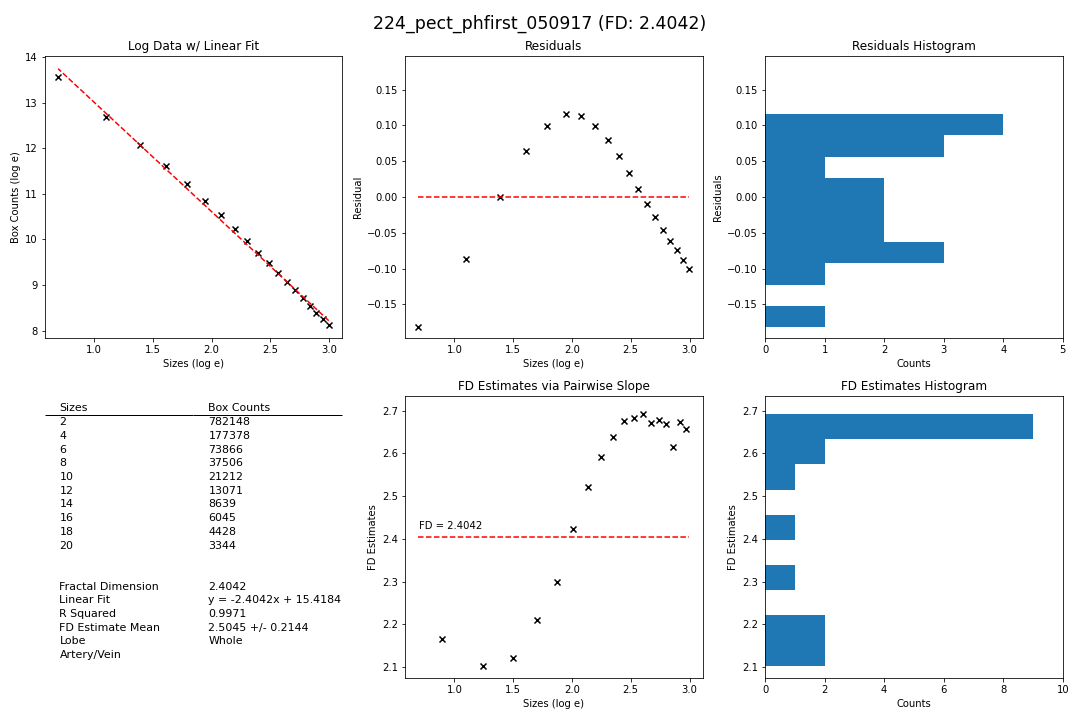 224_pect_phfirst_050917 (FD: 2.4042)
Log Data w/ Linear Fit
14
13
12
11
10
9
8
Box Counts (log e)
1.0 1.5 2.0 2.5 3.0
Sizes (log e)
Residuals
0.15
0.10
0.05
0.00
−0.05
−0.10
−0.15
Residual
1.0 1.5 2.0 2.5 3.0
Sizes (log e)
Residuals Histogram
0.15
0.10
0.05
0.00
−0.05
−0.10
−0.15
Residuals
0 1 2 3 4 5
Counts
Sizes Box Counts
2 782148
4 177378
6 73866
8 37506
10 21212
12 13071
14 8639
16 6045
18 4428
20 3344
Fractal Dimension 2.4042
Linear Fit y = -2.4042x + 15.4184
R Squared 0.9971
FD Estimate Mean 2.5045 +/- 0.2144
Lobe Whole
Artery/Vein
FD Estimates via Pairwise Slope
2.7
2.6
2.5
2.4
2.3
2.2
2.1
FD Estimates
FD = 2.4042
1.0 1.5 2.0 2.5 3.0
Sizes (log e)
FD Estimates Histogram
2.7
2.6
2.5
2.4
2.3
2.2
2.1
FD Estimates
0 2 4 6 8 10
Counts